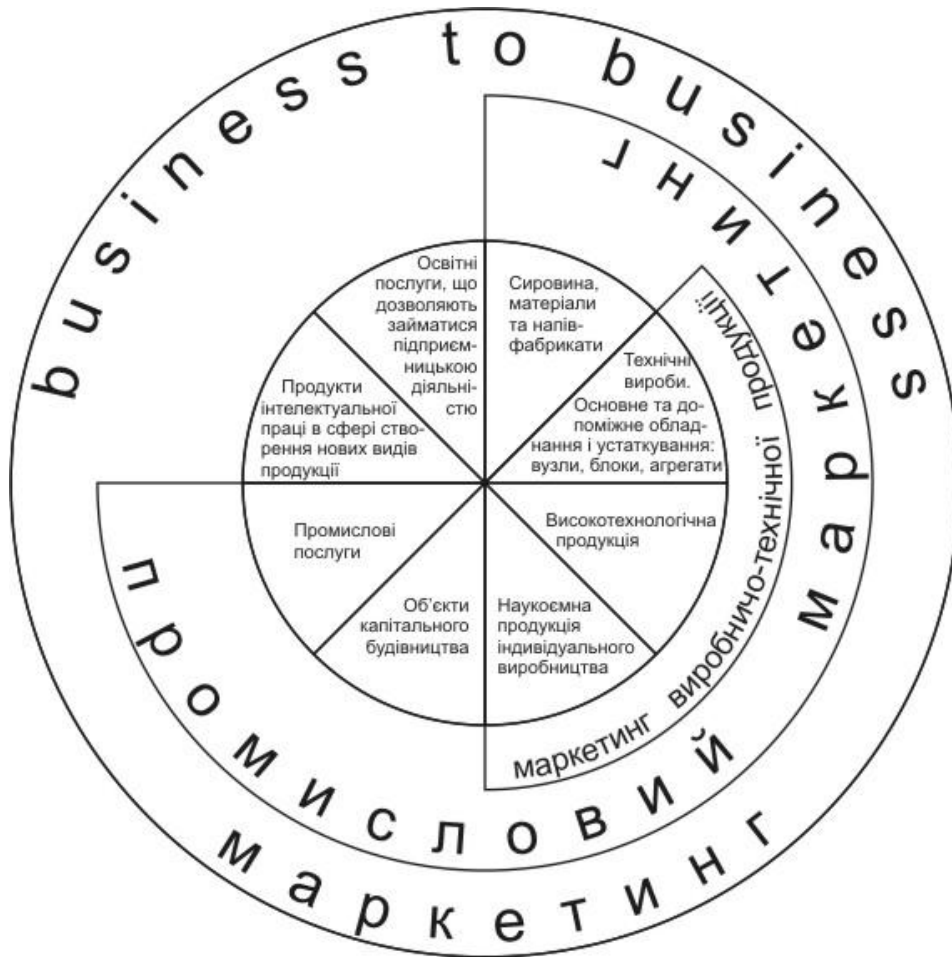 business to business
маркетинг
промисловий маркетинг
маркетинг виробничо-технічної продукції
Освітні
послуги, що
дозволяють
займатися
підприєм-
ницькою
діяльні-
стю
Сировина,
матеріали
та напів-
фабрикати
Технічні
вироби.
Основне та до-
поміжне облад-
нання і устаткування:
вузли, блоки, агрегати
Високотехнологічна
продукція
Наукоємна
продукція
індивідуального
виробництва
Об'єкти
капітального
будівництва
Промислові
послуги
Продукти
інтелектуальної
праці в сфері ство-
рення нових видів
продукції